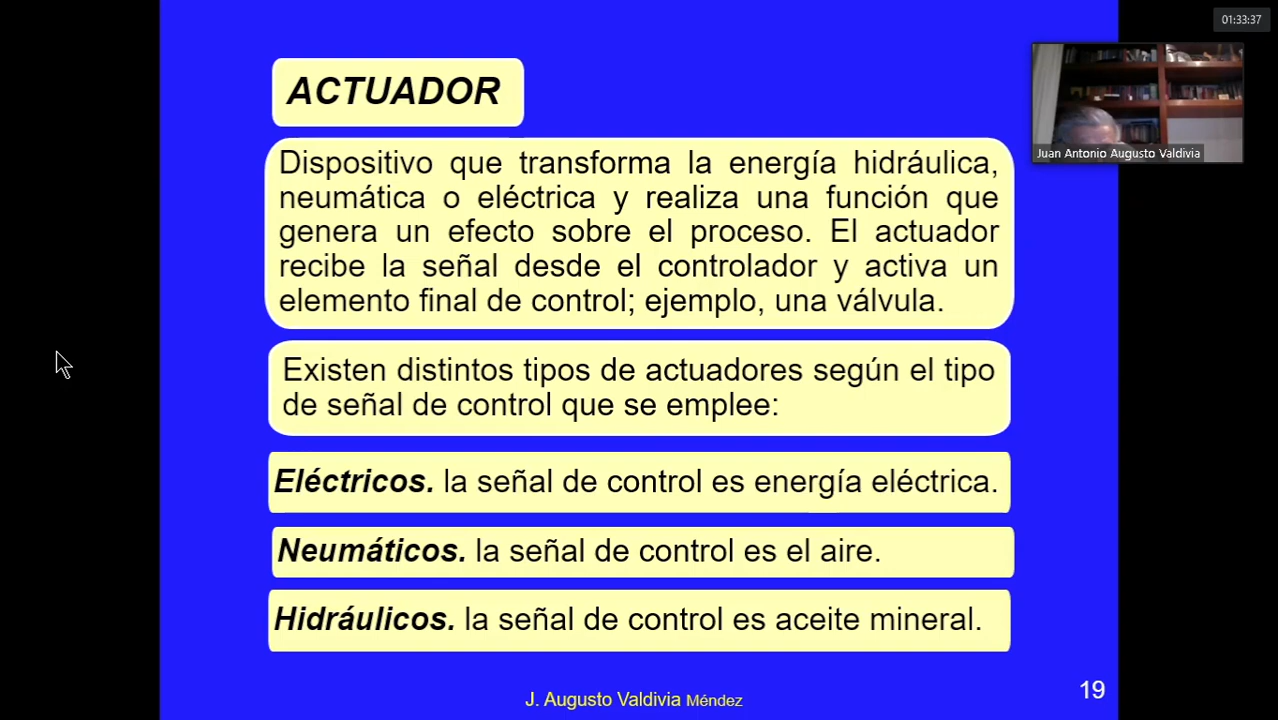 01:33:37
ACTUADOR
Juan Antonio Augusto Valdivia
Dispositivo que transforma la energía hidráulica,
neumática o eléctrica y realiza una función que
genera un efecto sobre el proceso. El actuador
recibe la señal desde el controlador y activa un
elemento final de control; ejemplo, una válvula.
Existen distintos tipos de actuadores según el tipo
de señal de control que se emplee:
Eléctricos. la señal de control es energía eléctrica.
Neumáticos. la señal de control es el aire.
Hidráulicos. la señal de control es aceite mineral.
J. Augusto Valdivia Méndez
19